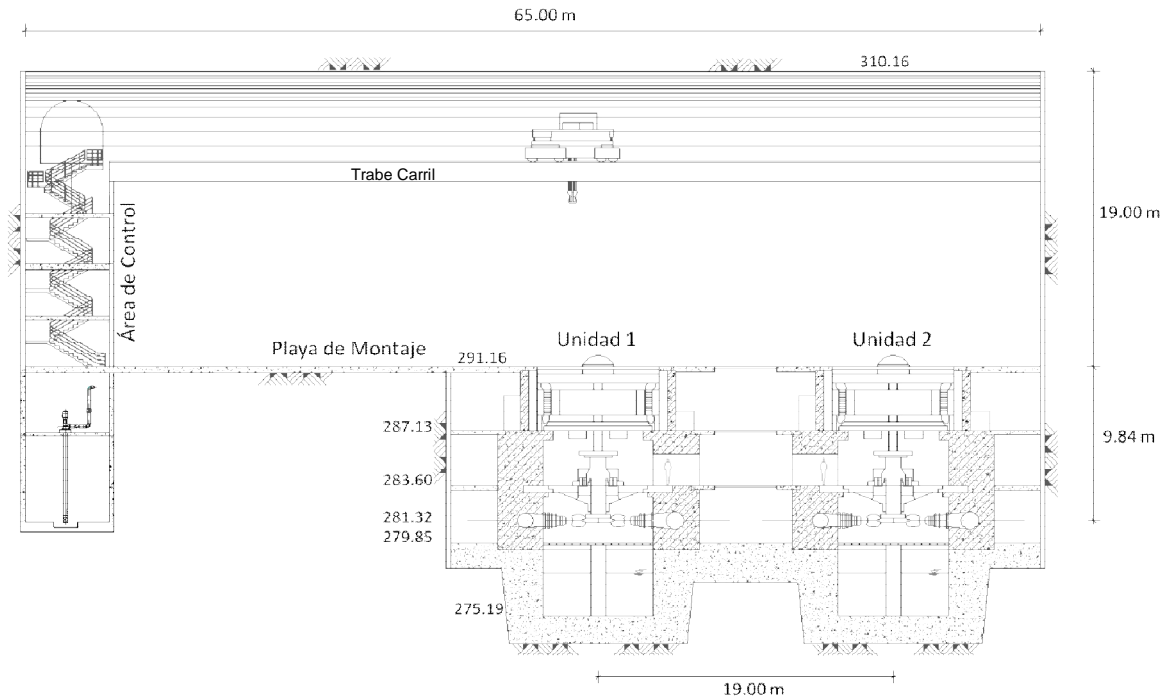 65.00 m
310.16
Trabe Carril
19.00 m
Área de Control
Unidad 1
Unidad 2
Playa de Montaje
291.16
287.13
9.84 m
283.60
281.32
279.85
275.19
19.00 m